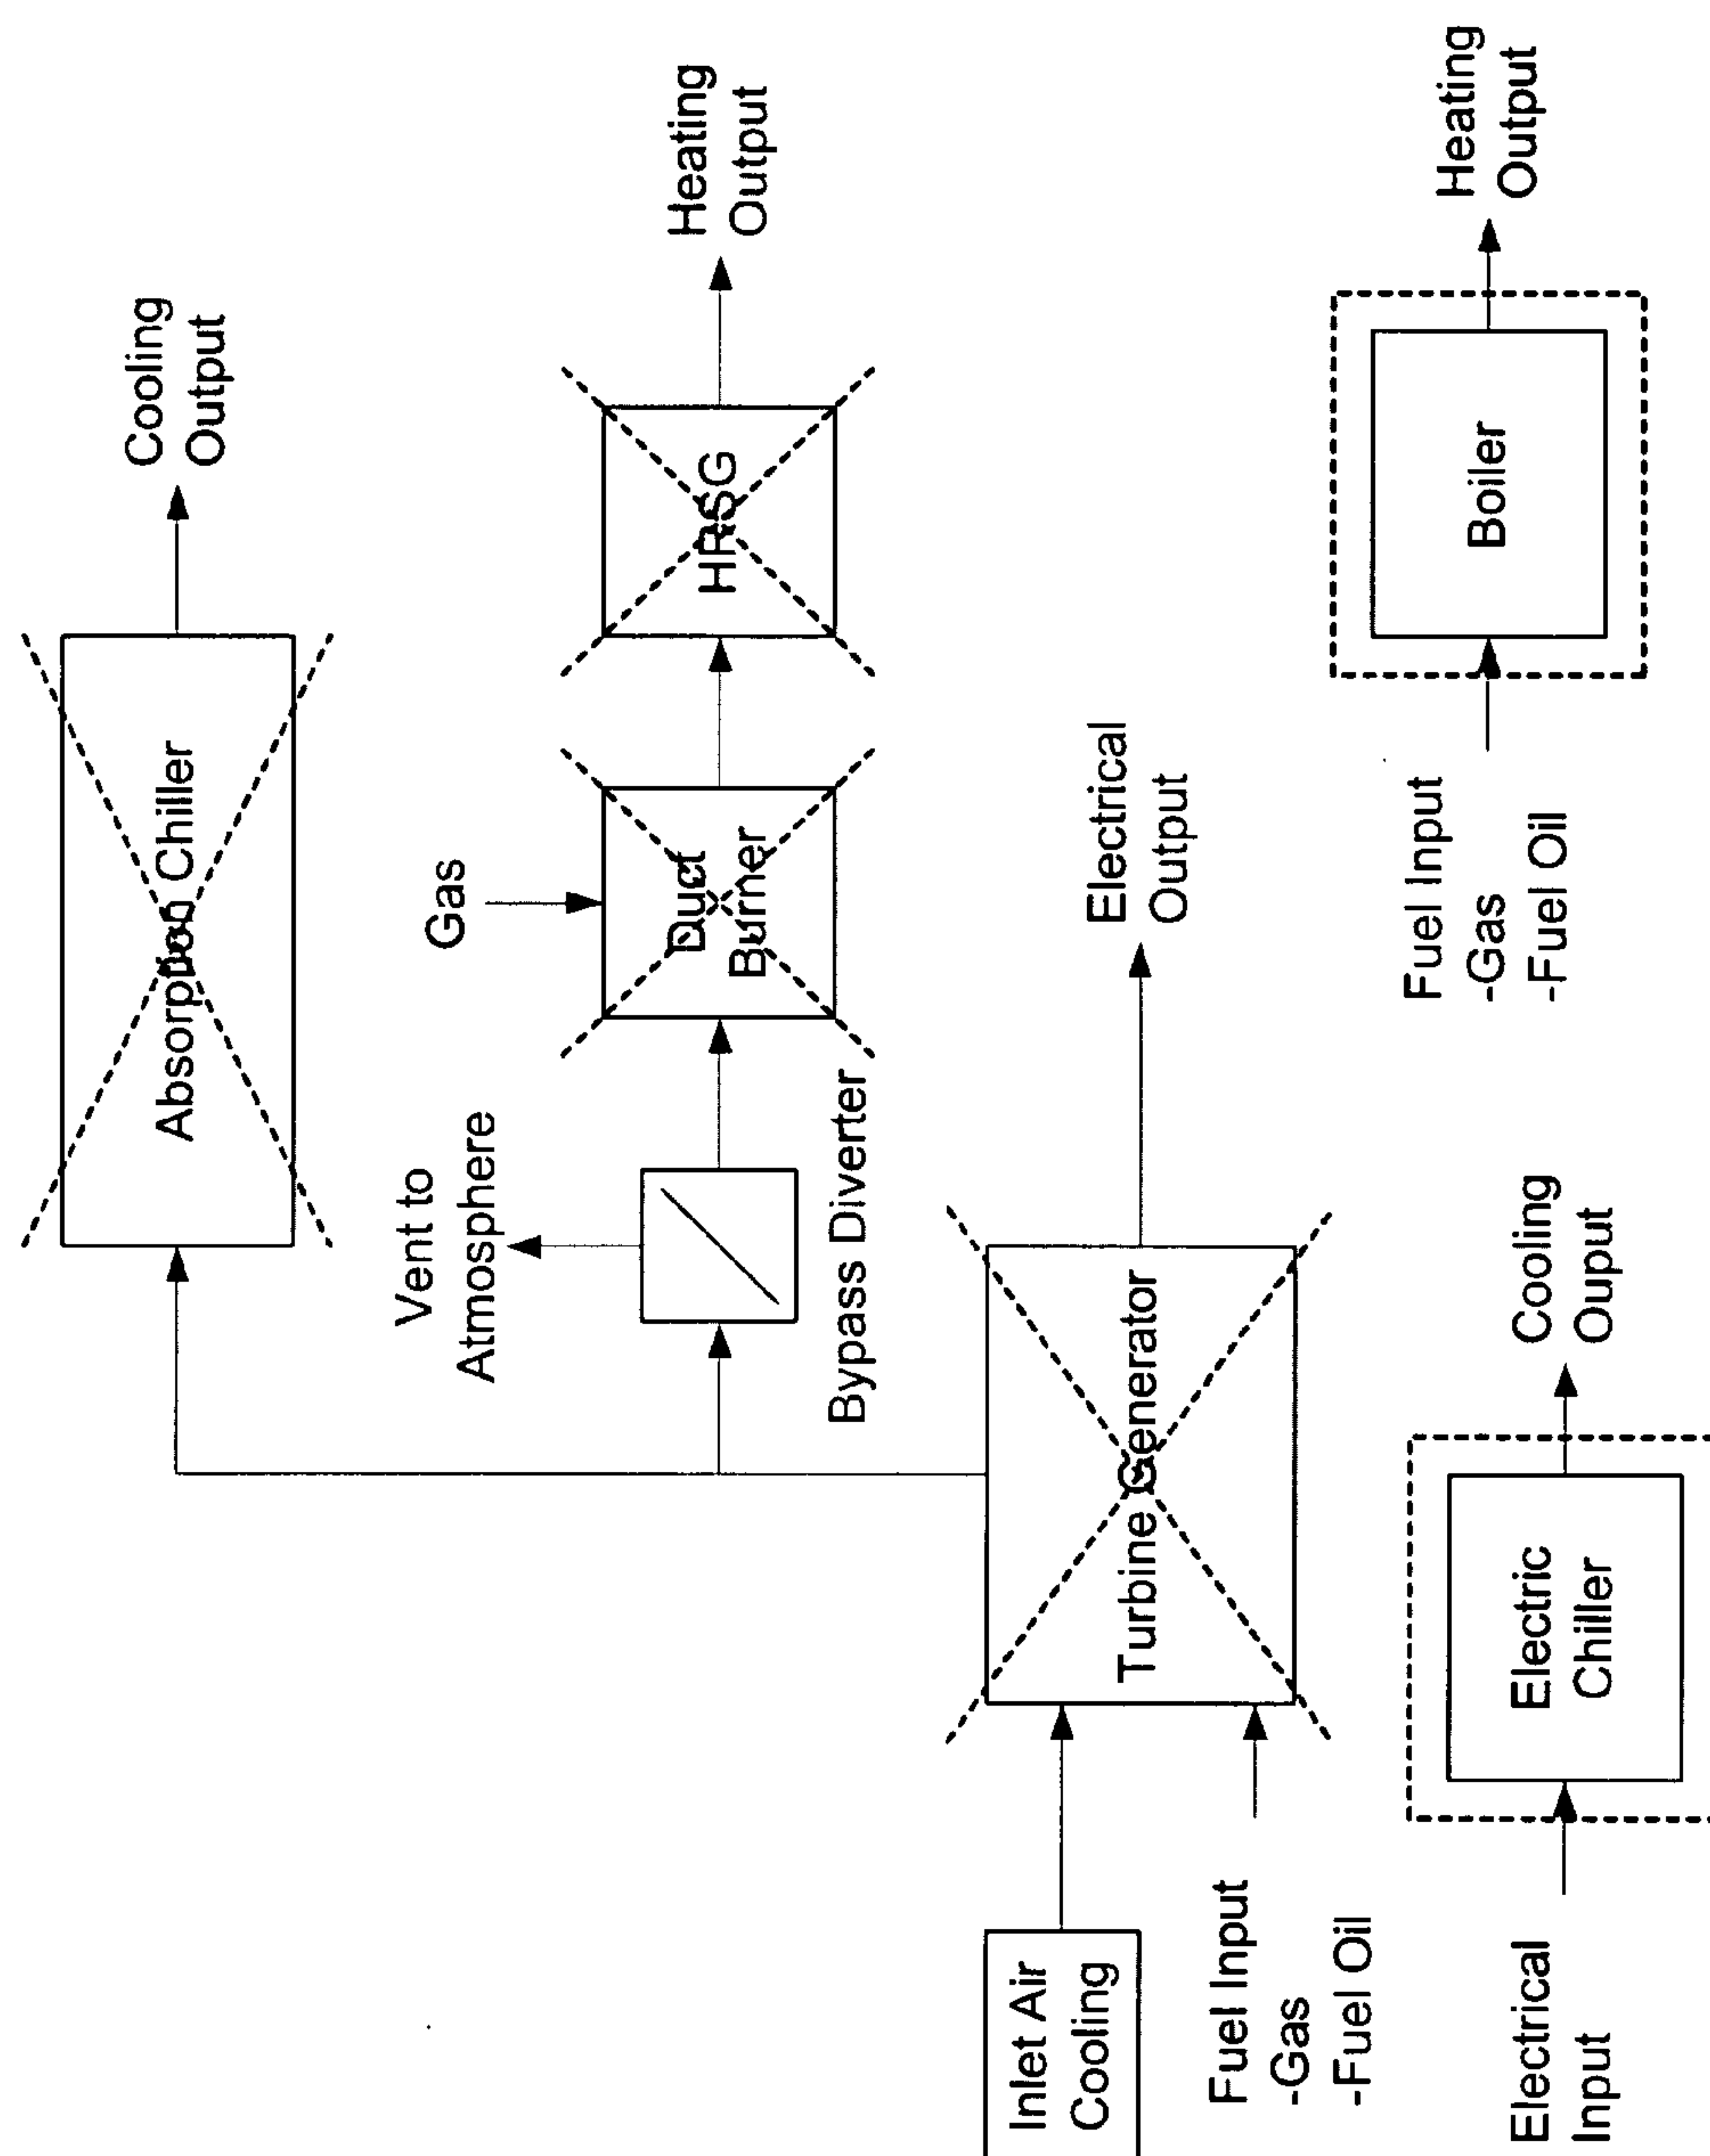 Absorption Chiller
Cooling
Output
Vent to
Atmosphere
Gas
Bypass Diverter
Duct
Burner
HRSG
Heating
Output
Inlet Air
Cooling
Fuel Input
-Gas
-Fuel Oil
Turbine Generator
Electrical
Output
Electrical
Input
Electric
Chiller
Cooling
Ouput
Fuel Input
-Gas
-Fuel Oil
Boiler
Heating
Output